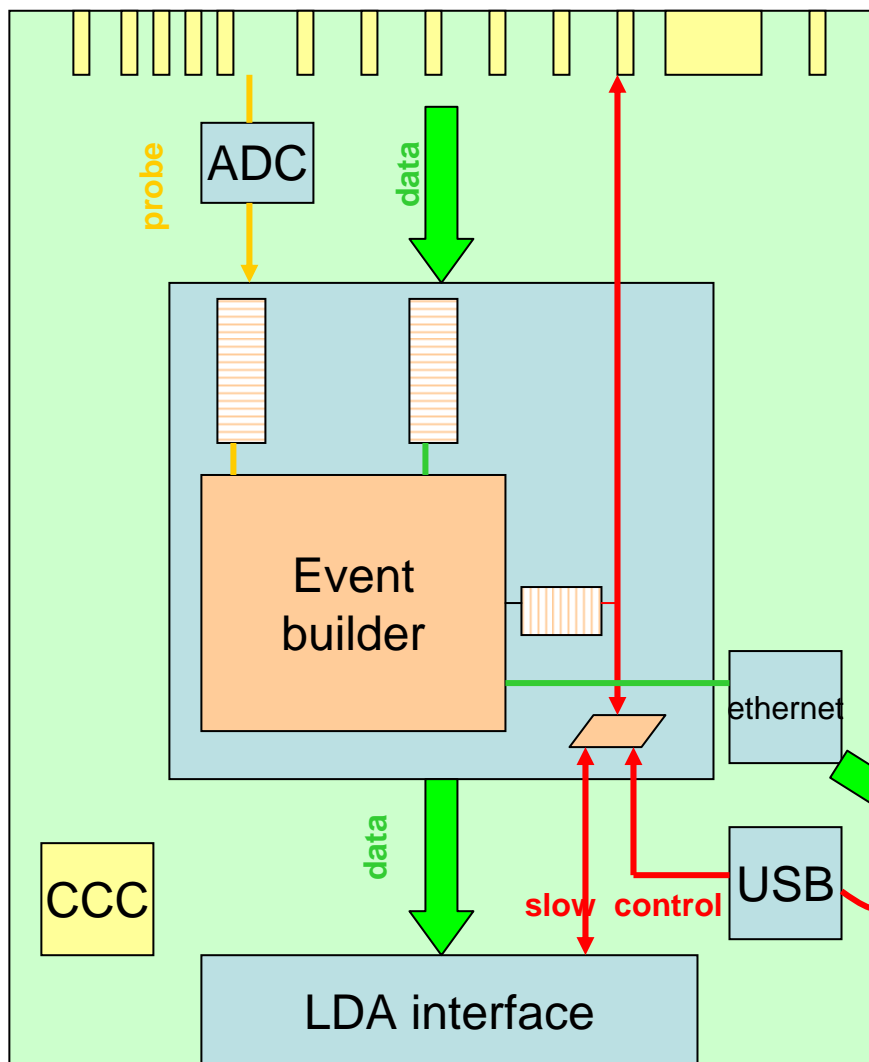 ADC
probe
data
Event
builder
ethernet
data
CCC
slow control
USB
LDA interface